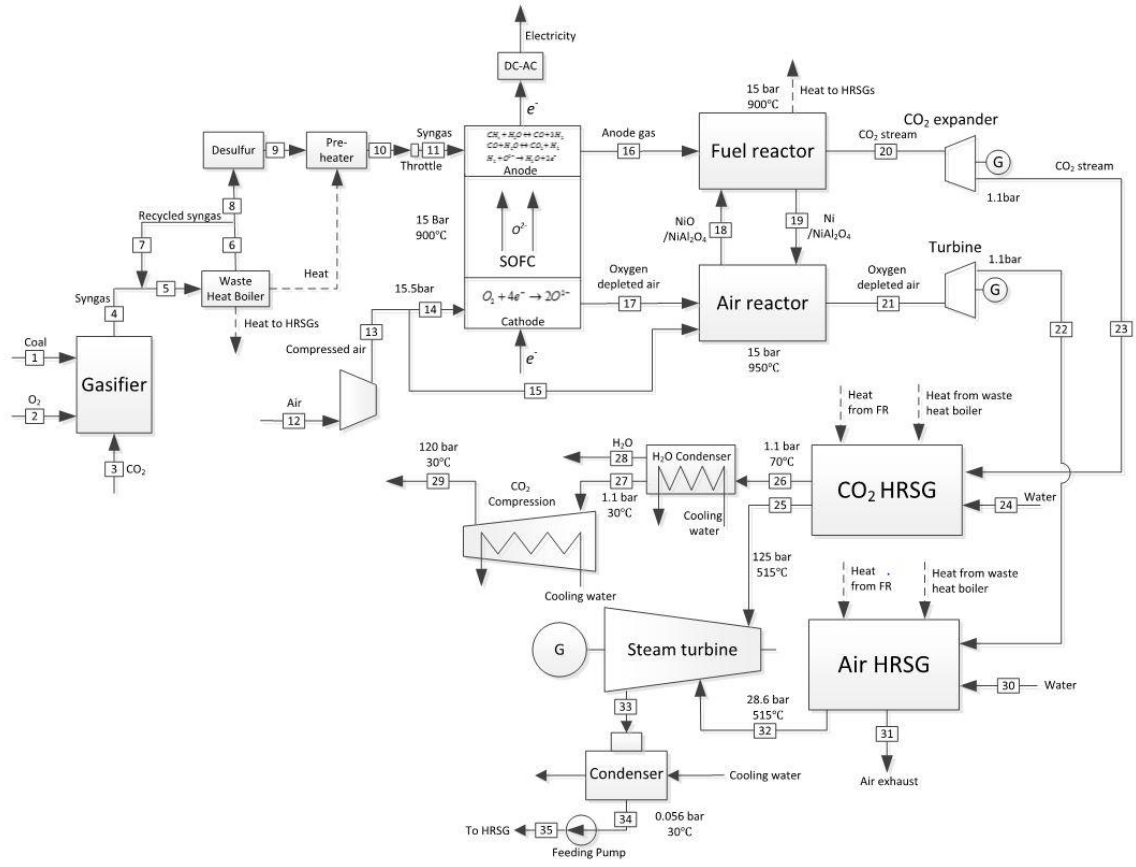 Electricity
DC-AC
e⁻
15 bar
900℃
Heat to HRSGs
Desulfur
9
Pre-
heater
10
Syngas
11
Throttle
CH₄+H₂O↔CO+3H₂
CO+H₂O↔CO₂+H₂
H₂+O²⁻→H₂O+2e⁻
Anode
Anode gas
16
Fuel reactor
CO₂ stream
20
CO₂ expander
G
CO₂ stream
1.1bar
8
Recycled syngas
7
6
15 Bar
900℃
O²⁻
SOFC
NiO
/NiAl₂O₄
18
19
Ni
/NiAl₂O₄
Turbine
1.1bar
Syngas
4
5
Waste
Heat Boiler
Heat
Heat to HRSGs
15.5bar
14
O₂+4e⁻→2O²⁻
Cathode
e⁻
Oxygen
depleted air
17
Air reactor
15 bar
950℃
Oxygen
depleted air
21
G
22
23
Coal
1
Gasifier
O₂
2
3
CO₂
13
Compressed air
Air
12
15
120 bar
30℃
29
CO₂
Compression
Cooling water
H₂O
28
27
1.1 bar
30℃
H₂O Condenser
Cooling
water
1.1 bar
70℃
26
25
Heat
from FR
Heat from waste
heat boiler
CO₂ HRSG
Water
24
125 bar
515℃
Heat
from FR
Heat from waste
heat boiler
G
Steam turbine
Air HRSG
30
Water
28.6 bar
515℃
32
31
Air exhaust
33
Condenser
Cooling water
34
0.056 bar
30℃
To HRSG
35
Feeding Pump